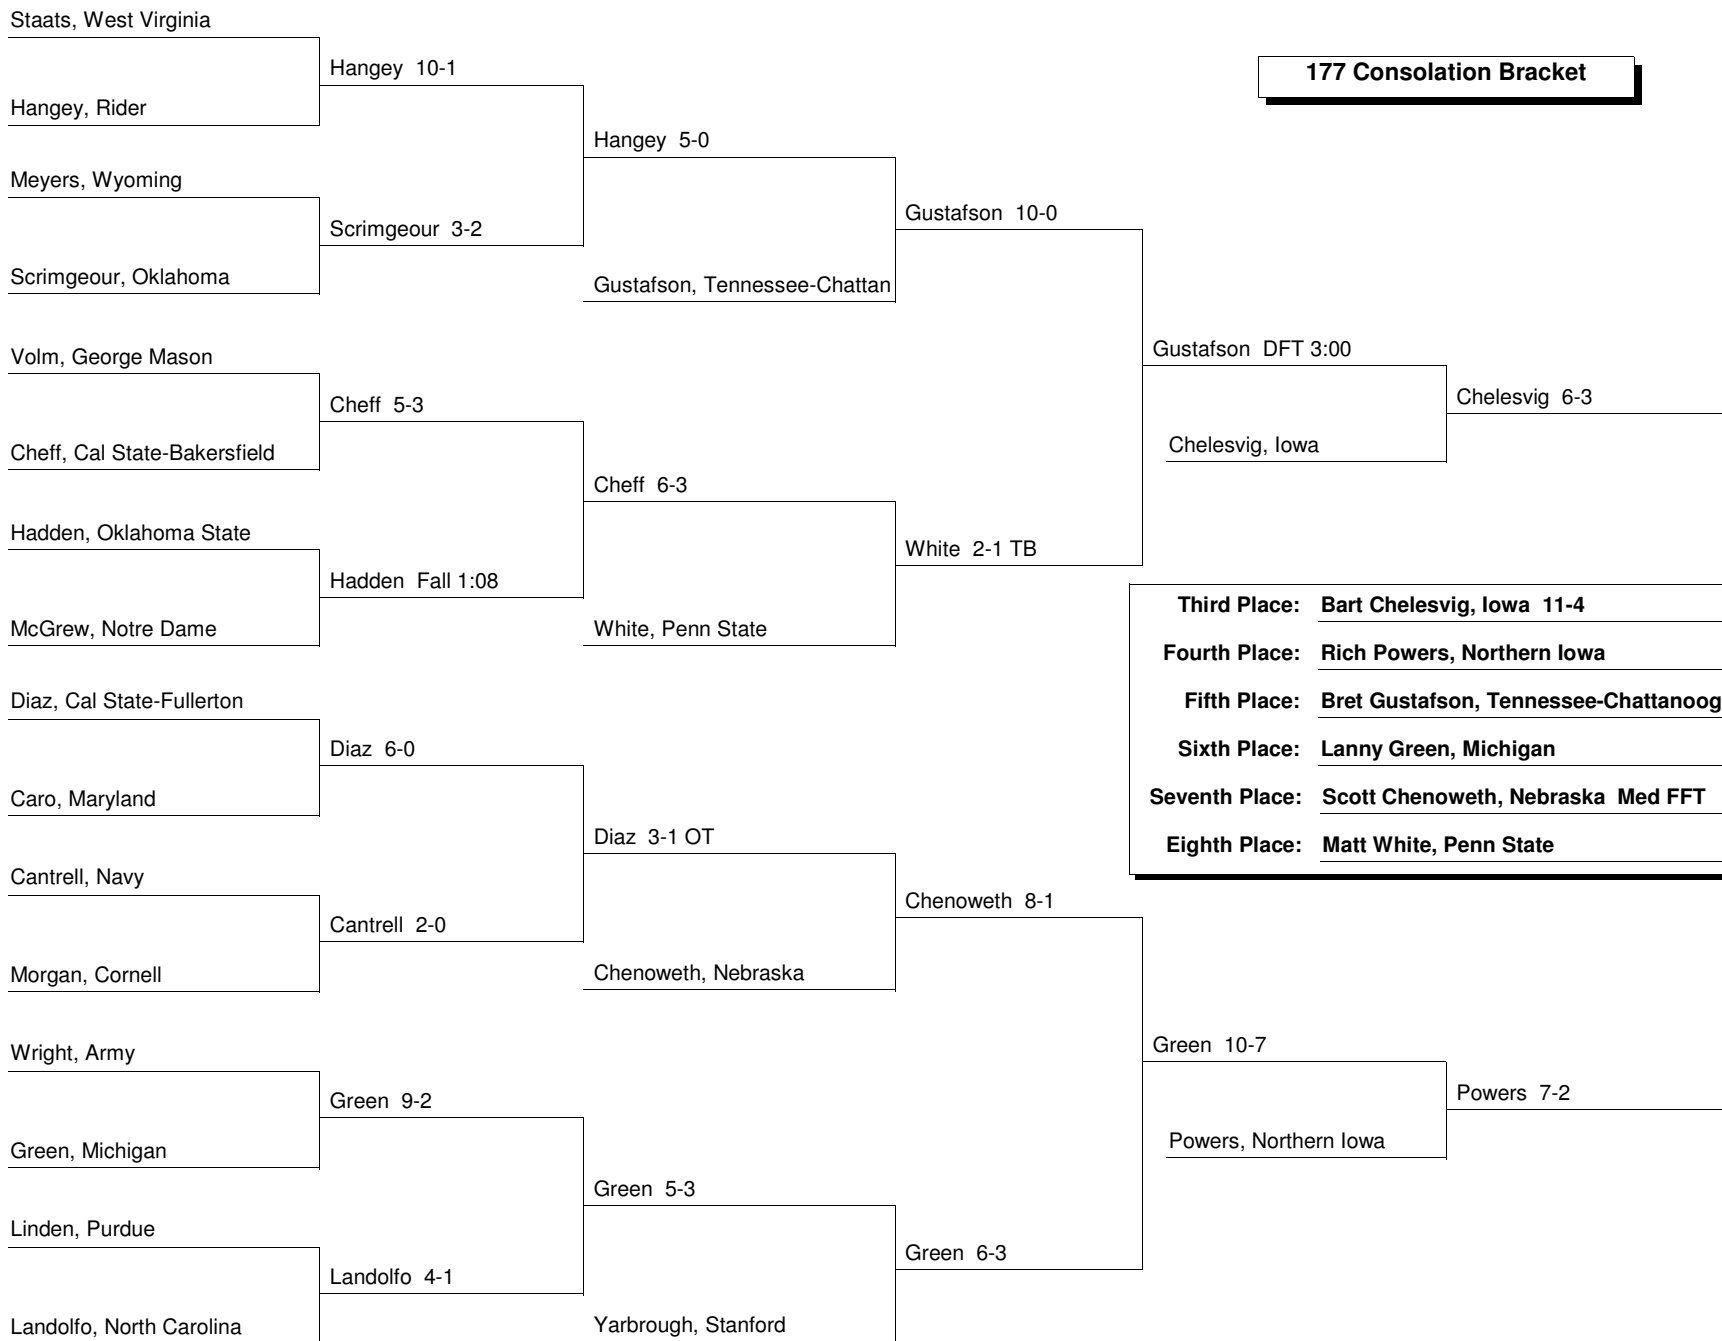 Staats, West Virginia
Hangey 10-1
177 Consolation Bracket
Hangey, Rider
Hangey 5-0
Meyers, Wyoming
Gustafson 10-0
Scrimgeour 3-2
Scrimgeour, Oklahoma
Gustafson, Tennessee-Chattan
Gustafson DFT 3:00
Volm, George Mason
Chelesvig 6-3
Cheff 5-3
Chelesvig, Iowa
Cheff, Cal State-Bakersfield
Cheff 6-3
Hadden, Oklahoma State
White 2-1 TB
Hadden Fall 1:08
Third Place: Bart Chelesvig, Iowa 11-4
McGrew, Notre Dame
White, Penn State
Fourth Place: Rich Powers, Northern Iowa
Diaz, Cal State-Fullerton
Fifth Place: Bret Gustafson, Tennessee-Chattanoog
Diaz 6-0
Sixth Place: Lanny Green, Michigan
Caro, Maryland
Seventh Place: Scott Chenoweth, Nebraska Med FFT
Diaz 3-1 OT
Eighth Place: Matt White, Penn State
Cantrell, Navy
Chenoweth 8-1
Cantrell 2-0
Morgan, Cornell
Chenoweth, Nebraska
Wright, Army
Green 10-7
Green 9-2
Powers 7-2
Green, Michigan
Powers, Northern Iowa
Green 5-3
Linden, Purdue
Green 6-3
Landolfo 4-1
Landolfo, North Carolina
Yarbrough, Stanford